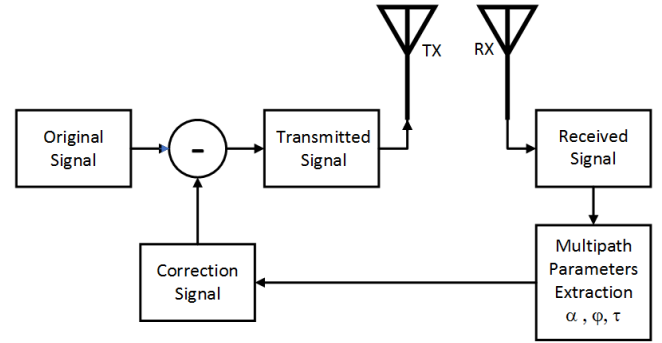 TX
RX
Original
Signal
-
Transmitted
Signal
Received
Signal
Correction
Signal
Multipath
Parameters
Extraction
α , φ, τ